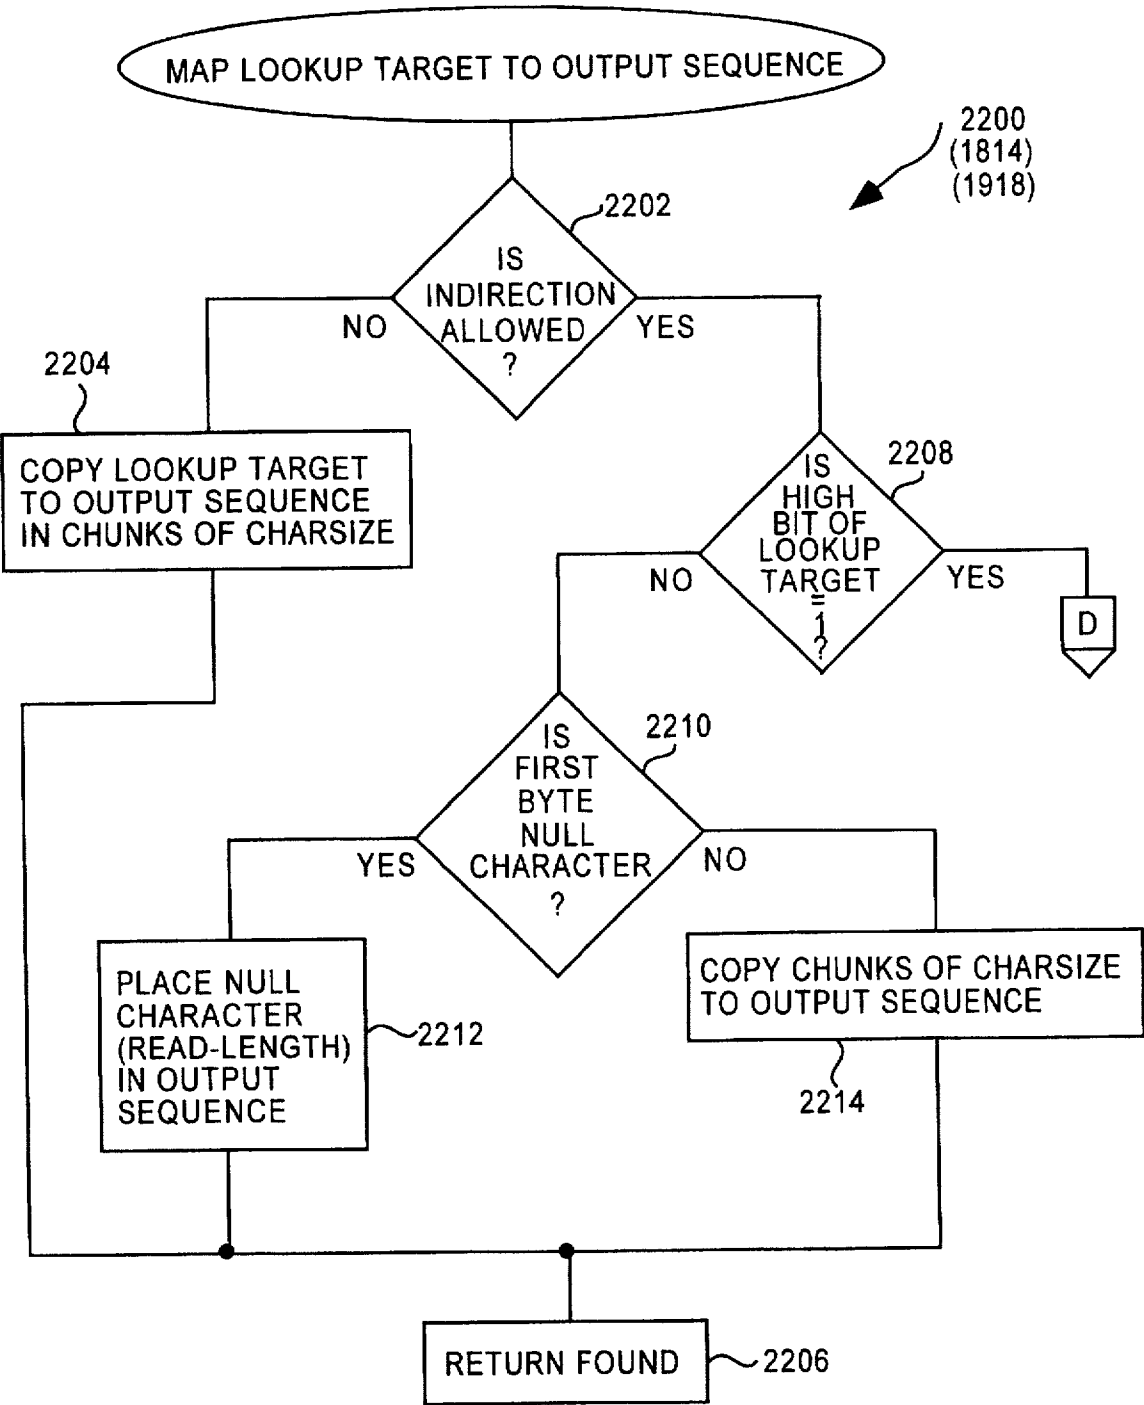 MAP LOOKUP TARGET TO OUTPUT SEQUENCE
2200
(1814)
(1918)
2202
IS
INDIRECTION
ALLOWED
?
NO
YES
2204
COPY LOOKUP TARGET
TO OUTPUT SEQUENCE
IN CHUNKS OF CHARSIZE
2208
IS
HIGH
BIT OF
LOOKUP
TARGET
=
1
?
NO
YES
D
2210
IS
FIRST
BYTE
NULL
CHARACTER
?
YES
NO
PLACE NULL
CHARACTER
(READ-LENGTH)
IN OUTPUT
SEQUENCE
2212
COPY CHUNKS OF CHARSIZE
TO OUTPUT SEQUENCE
2214
RETURN FOUND
2206